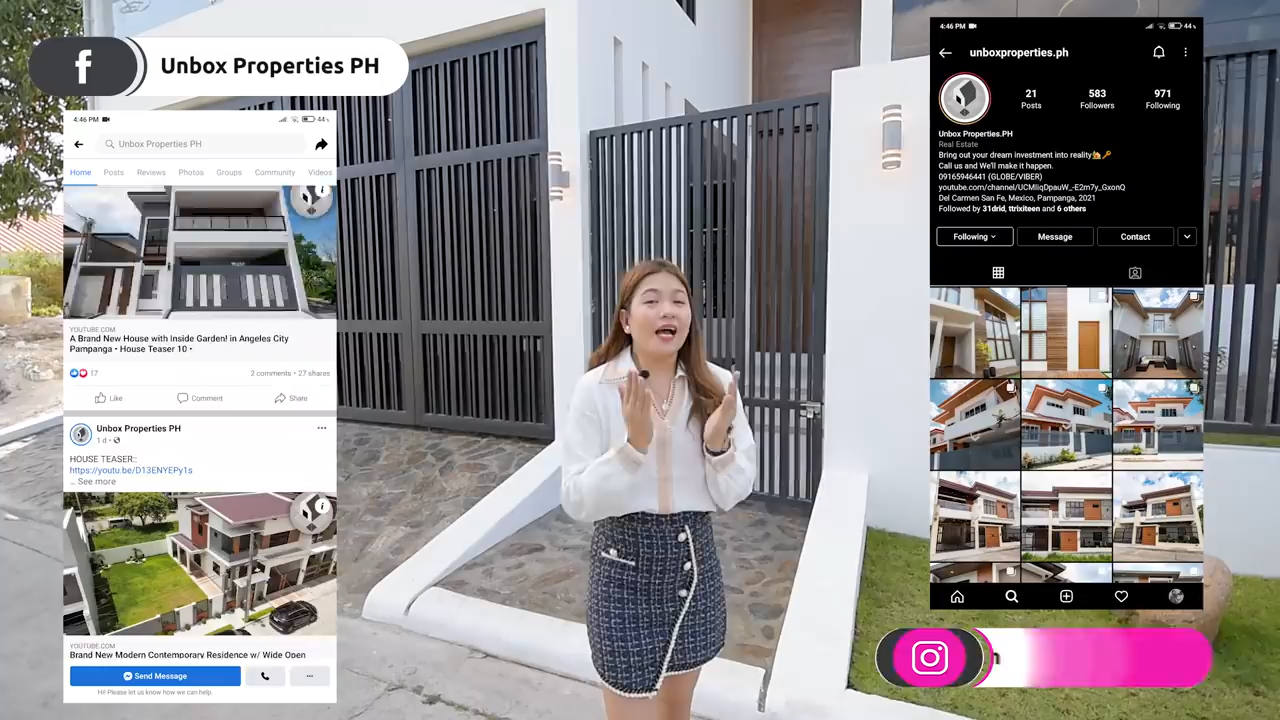 f
Unbox Properties PH
4:46 PM
44%
Unbox Properties PH
Home Posts Reviews Photos Groups Community Videos
YOUTUBE.COM
A Brand New House with Inside Garden! in Angeles City
Pampanga • House Teaser 10 •
17
2 comments • 27 shares
Like Comment Share
Unbox Properties PH
1 d •
HOUSE TEASER::
https://youtu.be/D13ENYEPy1s
... See more
YOUTUBE.COM
Brand New Modern Contemporary Residence w/ Wide Open
Send Message
Hi! Please let us know how we can help.
4:46 PM
44%
unboxproperties.ph
21 583 971
Posts Followers Following
Unbox Properties.PH
Real Estate
Bring out your dream investment into reality🏡🔑
Call us and We'll make it happen.
09165946441 (GLOBE/VIBER)
youtube.com/channel/UCMIiqDpauW_-E2m7y_GxonQ
Del Carmen San Fe, Mexico, Pampanga, 2021
Followed by 31drid, ttrixiteen and 6 others
Following Message Contact